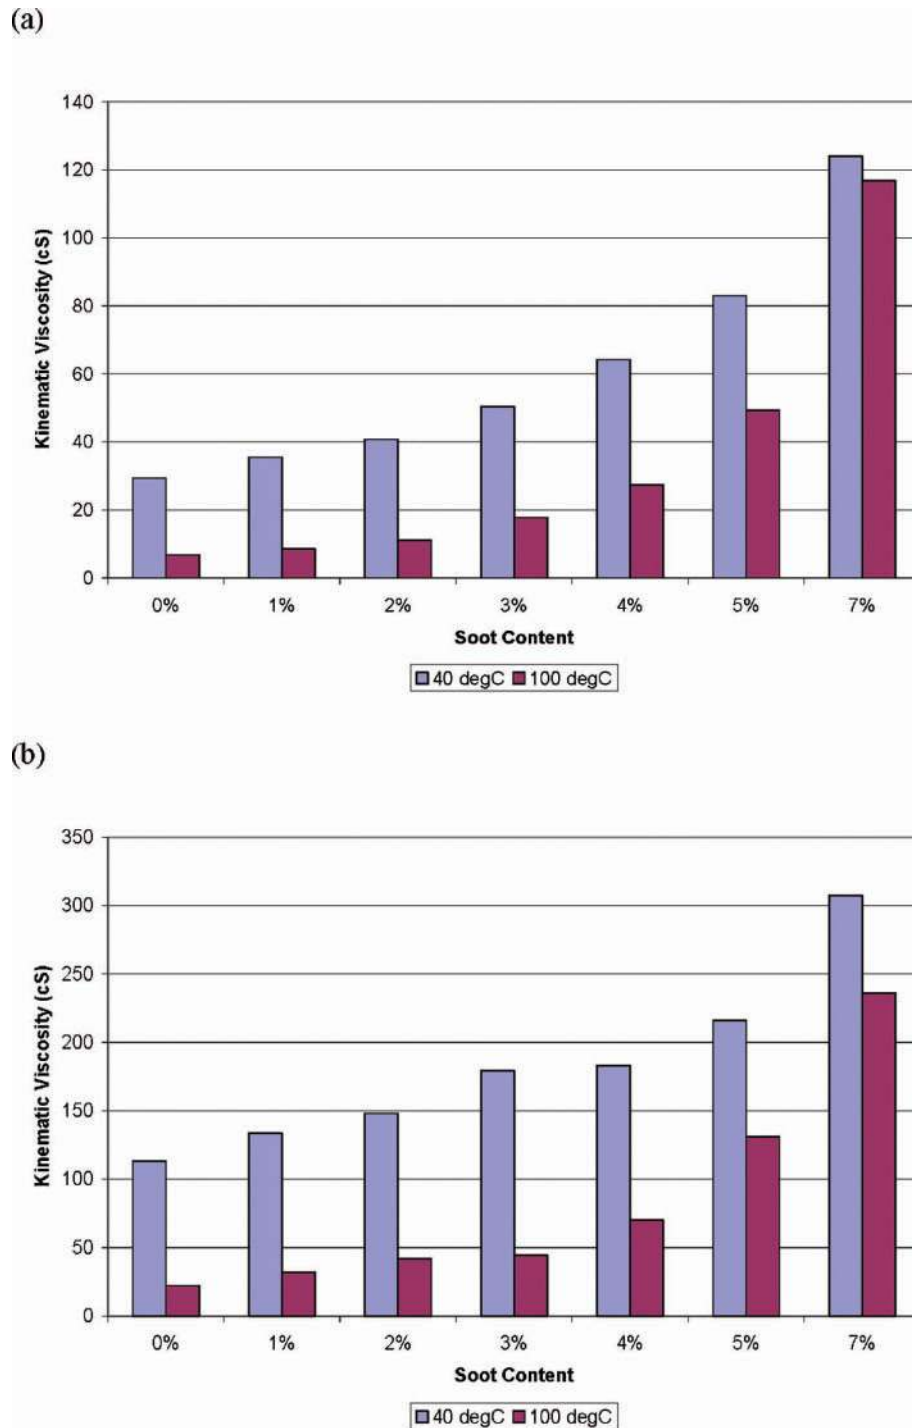 (a)
140
120
100
80
60
40
20
0
Kinematic Viscosity (cS)
0% 1% 2% 3% 4% 5% 7%
Soot Content
40 degC 100 degC
(b)
350
300
250
200
150
100
50
0
Kinematic Viscosity (cS)
0% 1% 2% 3% 4% 5% 7%
Soot Content
40 degC 100 degC